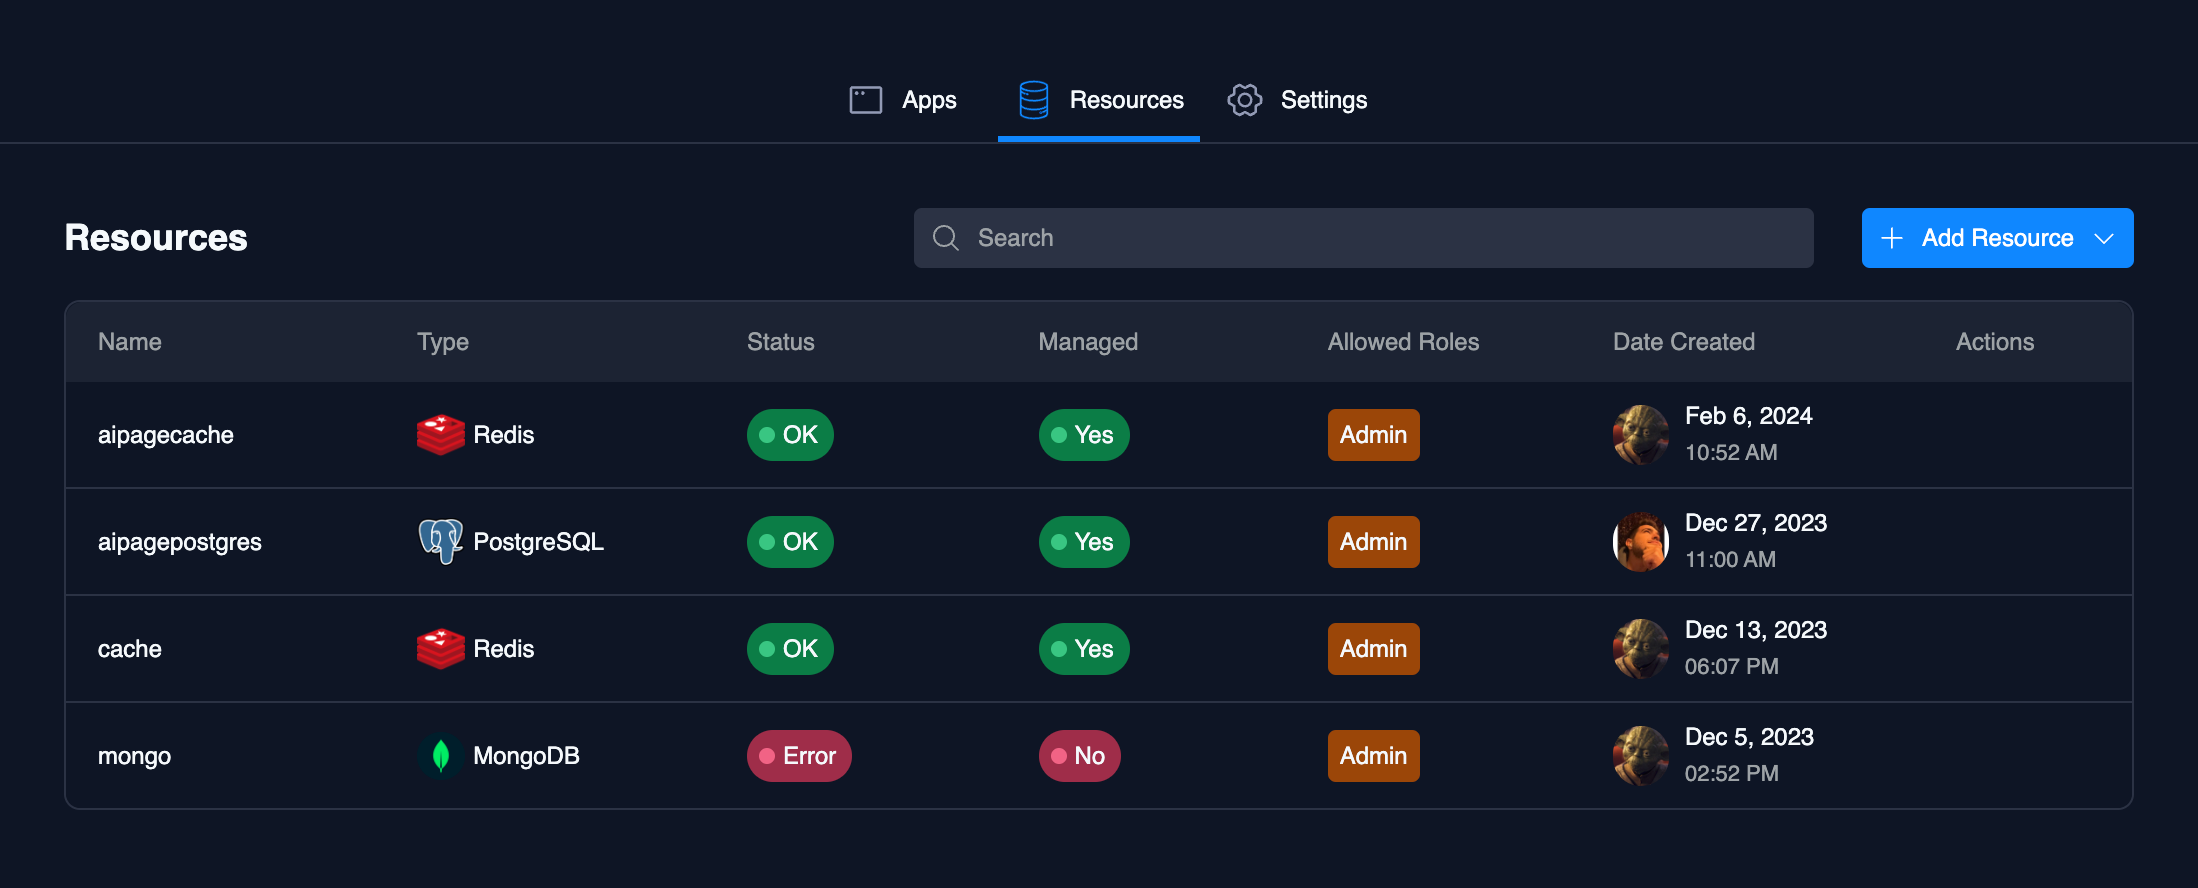 Apps Resources Settings
Resources
Search
Add Resource
Name Type Status Managed Allowed Roles Date Created Actions
aipagecache Redis OK Yes Admin Feb 6, 2024
10:52 AM
aipagepostgres PostgreSQL OK Yes Admin Dec 27, 2023
11:00 AM
cache Redis OK Yes Admin Dec 13, 2023
06:07 PM
mongo MongoDB Error No Admin Dec 5, 2023
02:52 PM